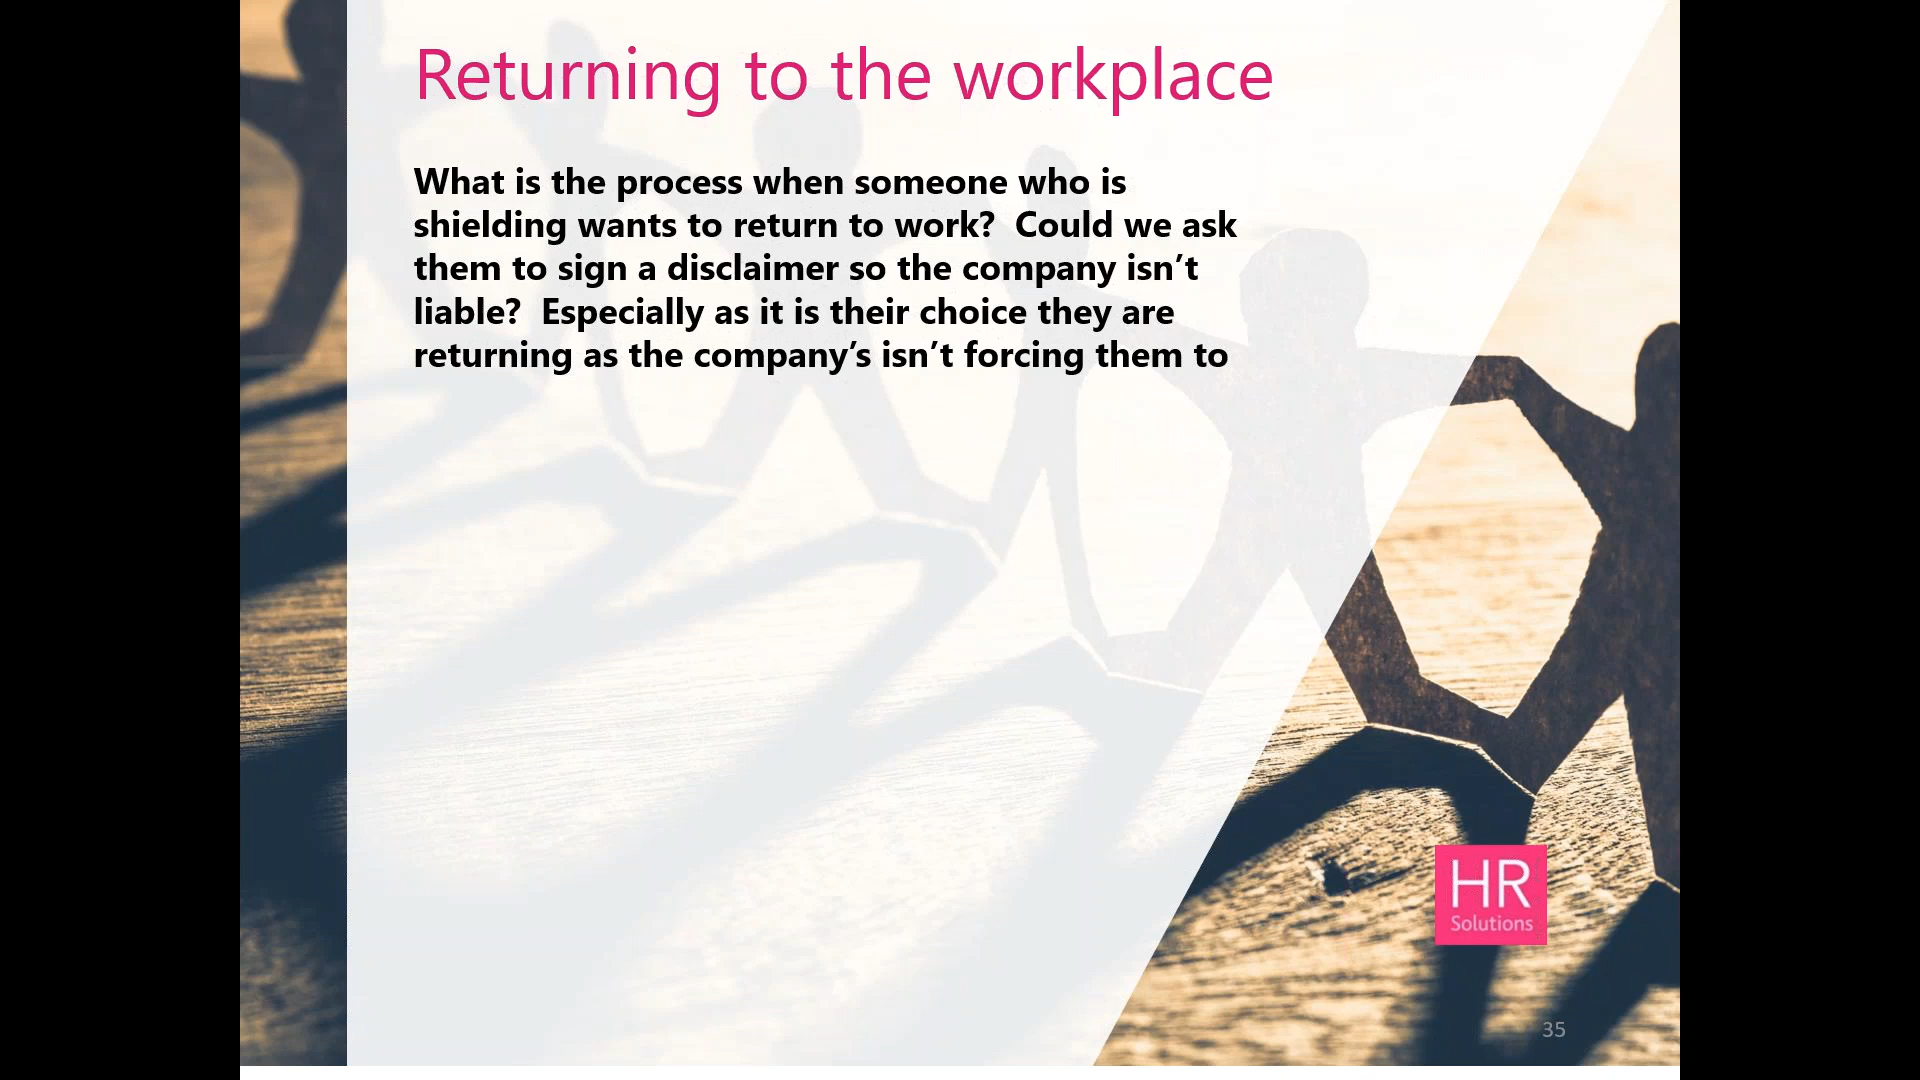 Returning to the workplace
What is the process when someone who is
shielding wants to return to work?  Could we ask
them to sign a disclaimer so the company isn’t
liable?  Especially as it is their choice they are
returning as the company’s isn’t forcing them to
HR
Solutions
35